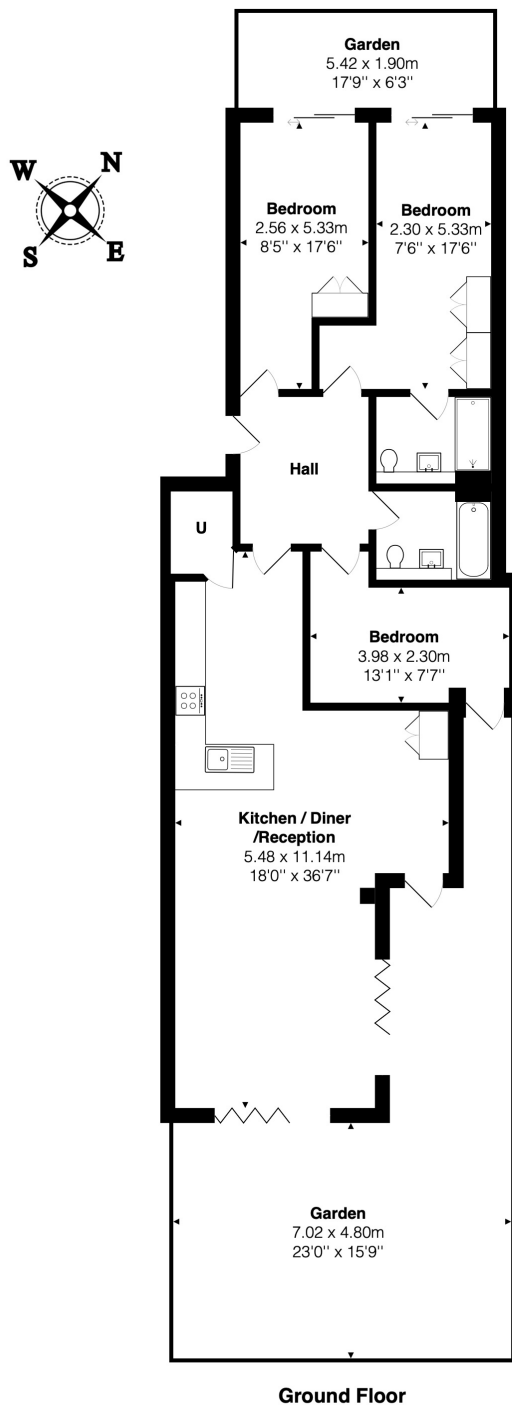 Garden
5.42 x 1.90m
17'9'' x 6'3''
W
N
S
E
Bedroom
2.56 x 5.33m
8'5'' x 17'6''
Bedroom
2.30 x 5.33m
7'6'' x 17'6''
Hall
U
Bedroom
3.98 x 2.30m
13'1'' x 7'7''
Kitchen / Diner
/Reception
5.48 x 11.14m
18'0'' x 36'7''
Garden
7.02 x 4.80m
23'0'' x 15'9''
Ground Floor